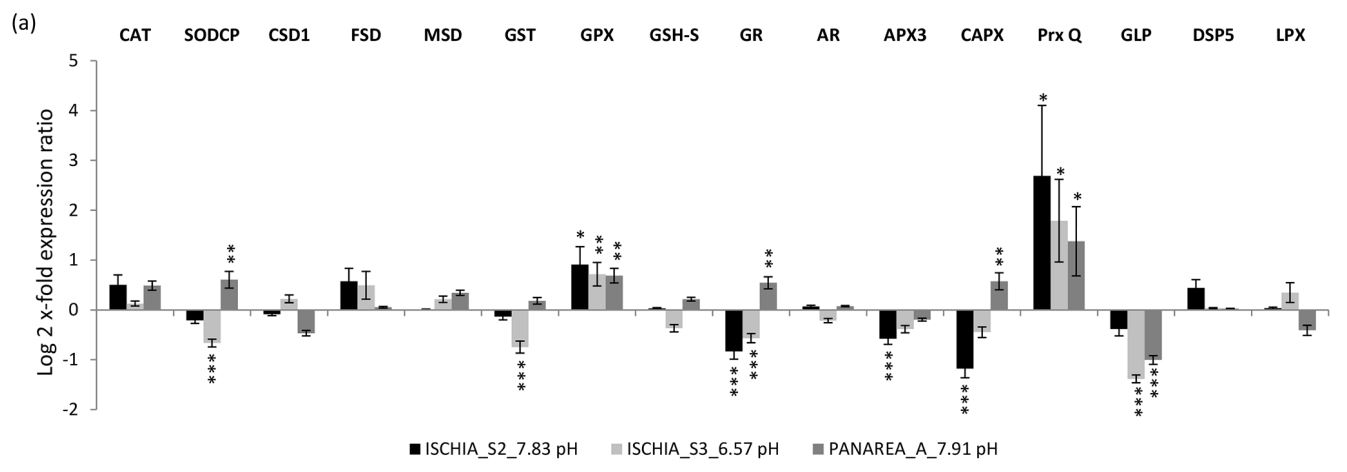 (a)
CAT SODCP CSD1 FSD MSD GST GPX GSH-S GR AR APX3 CAPX Prx Q GLP DSP5 LPX
Log 2 x-fold expression ratio
5
4
3
2
1
0
-1
-2
** *** *** * ** ** *** *** ** *** *** ** * * * *** ***
ISCHIA_S2_7.83 pH ISCHIA_S3_6.57 pH PANAREA_A_7.91 pH